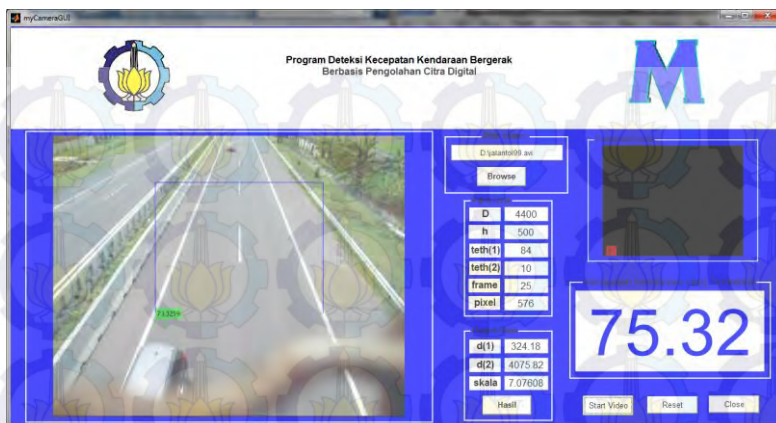 myCameraGUI
Program Deteksi Kecepatan Kendaraan Bergerak
Berbasis Pengolahan Citra Digital
M
D:\jalantol99.avi
Browse
D 4400
h 500
teth(1) 84
teth(2) 10
frame 25
pixel 576
d(1) 324.18
d(2) 4075.82
skala 7.07608
Hasil
75.32
Start Video Reset Close